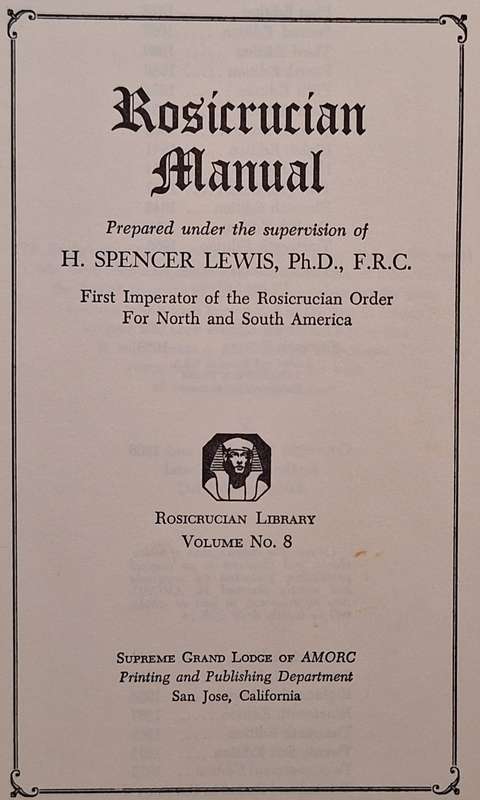 Rosicrucian
Manual
Prepared under the supervision of
H. SPENCER LEWIS, Ph.D., F.R.C.
First Imperator of the Rosicrucian Order
For North and South America
Rosicrucian Library
Volume No. 8
Supreme Grand Lodge of AMORC
Printing and Publishing Department
San Jose, California